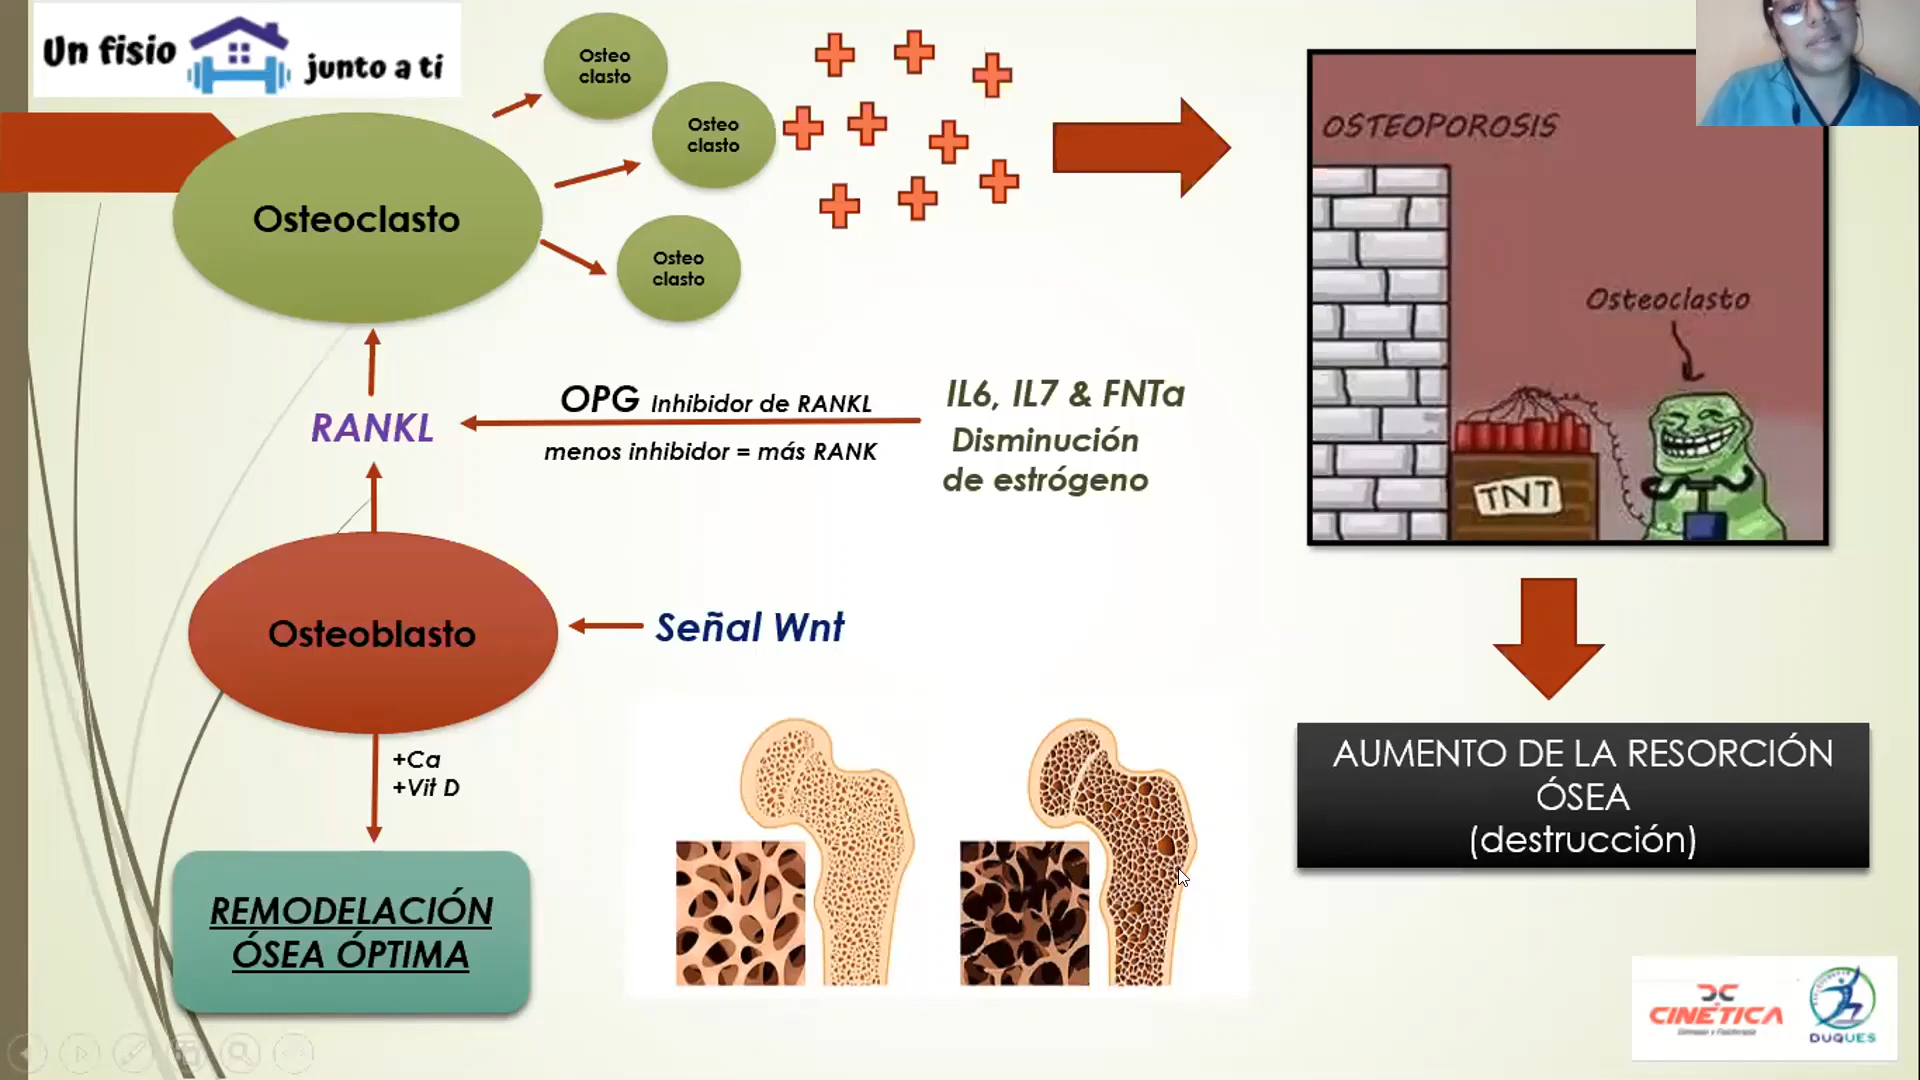 Un fisio
junto a ti
Osteo
clasto
Osteo
clasto
Osteoclasto
Osteo
clasto
OSTEOPOROSIS
Osteoclasto
TNT
RANKL
OPG Inhibidor de RANKL
menos inhibidor = más RANK
IL6, IL7 & FNTa
Disminución
de estrógeno
Osteoblasto
Señal Wnt
+Ca
+Vit D
REMODELACIÓN
ÓSEA ÓPTIMA
AUMENTO DE LA RESORCIÓN
ÓSEA
(destrucción)
CINÉTICA
DUQUES